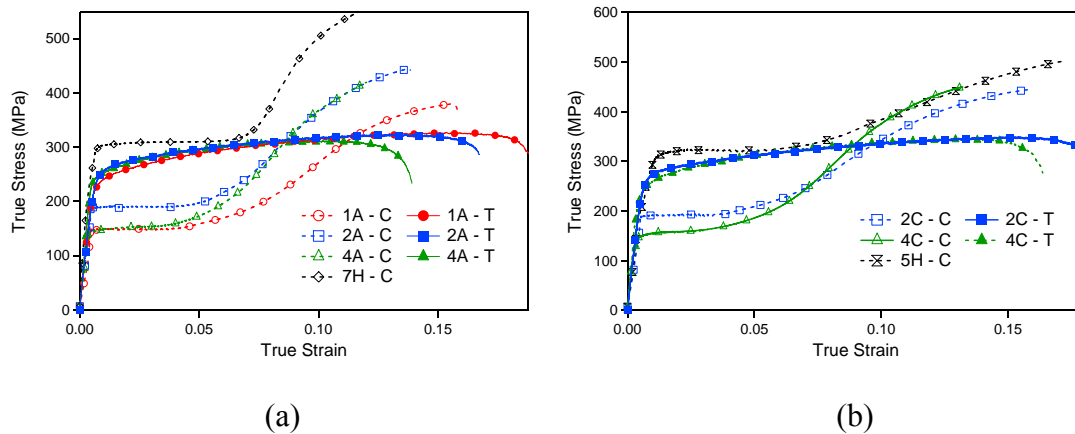 True Stress (MPa)
500
400
300
200
100
0
0.00 0.05 0.10 0.15
True Strain
1A - C 1A - T
2A - C 2A - T
4A - C 4A - T
7H - C
(a)
True Stress (MPa)
600
500
400
300
200
100
0
0.00 0.05 0.10 0.15
True Strain
2C - C 2C - T
4C - C 4C - T
5H - C
(b)